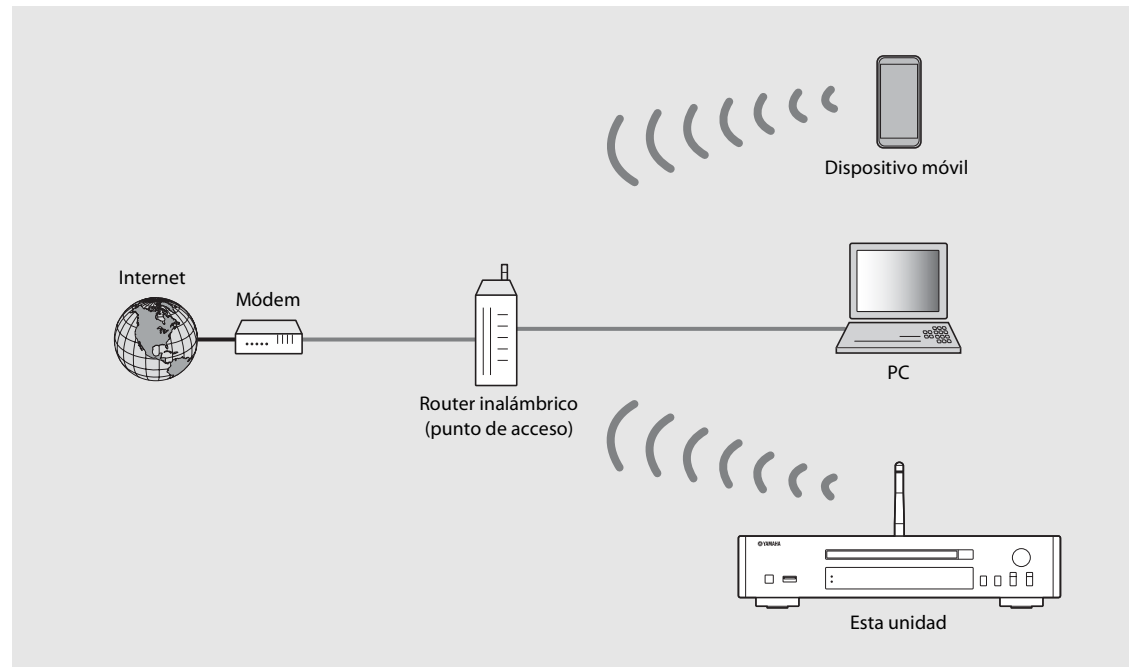 Dispositivo móvil
Internet
Módem
Router inalámbrico
(punto de acceso)
PC
YAMAHA
Esta unidad